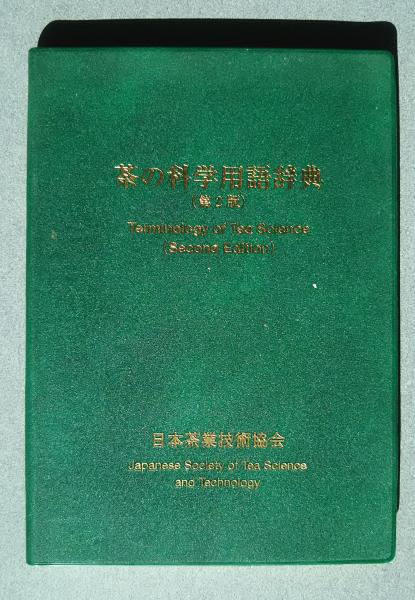 茶の科学用語辞典
(第2版)
Terminology of Tea Science
(Second Edition)
日本茶業技術協会
Japanese Society of Tea Science
and Technology